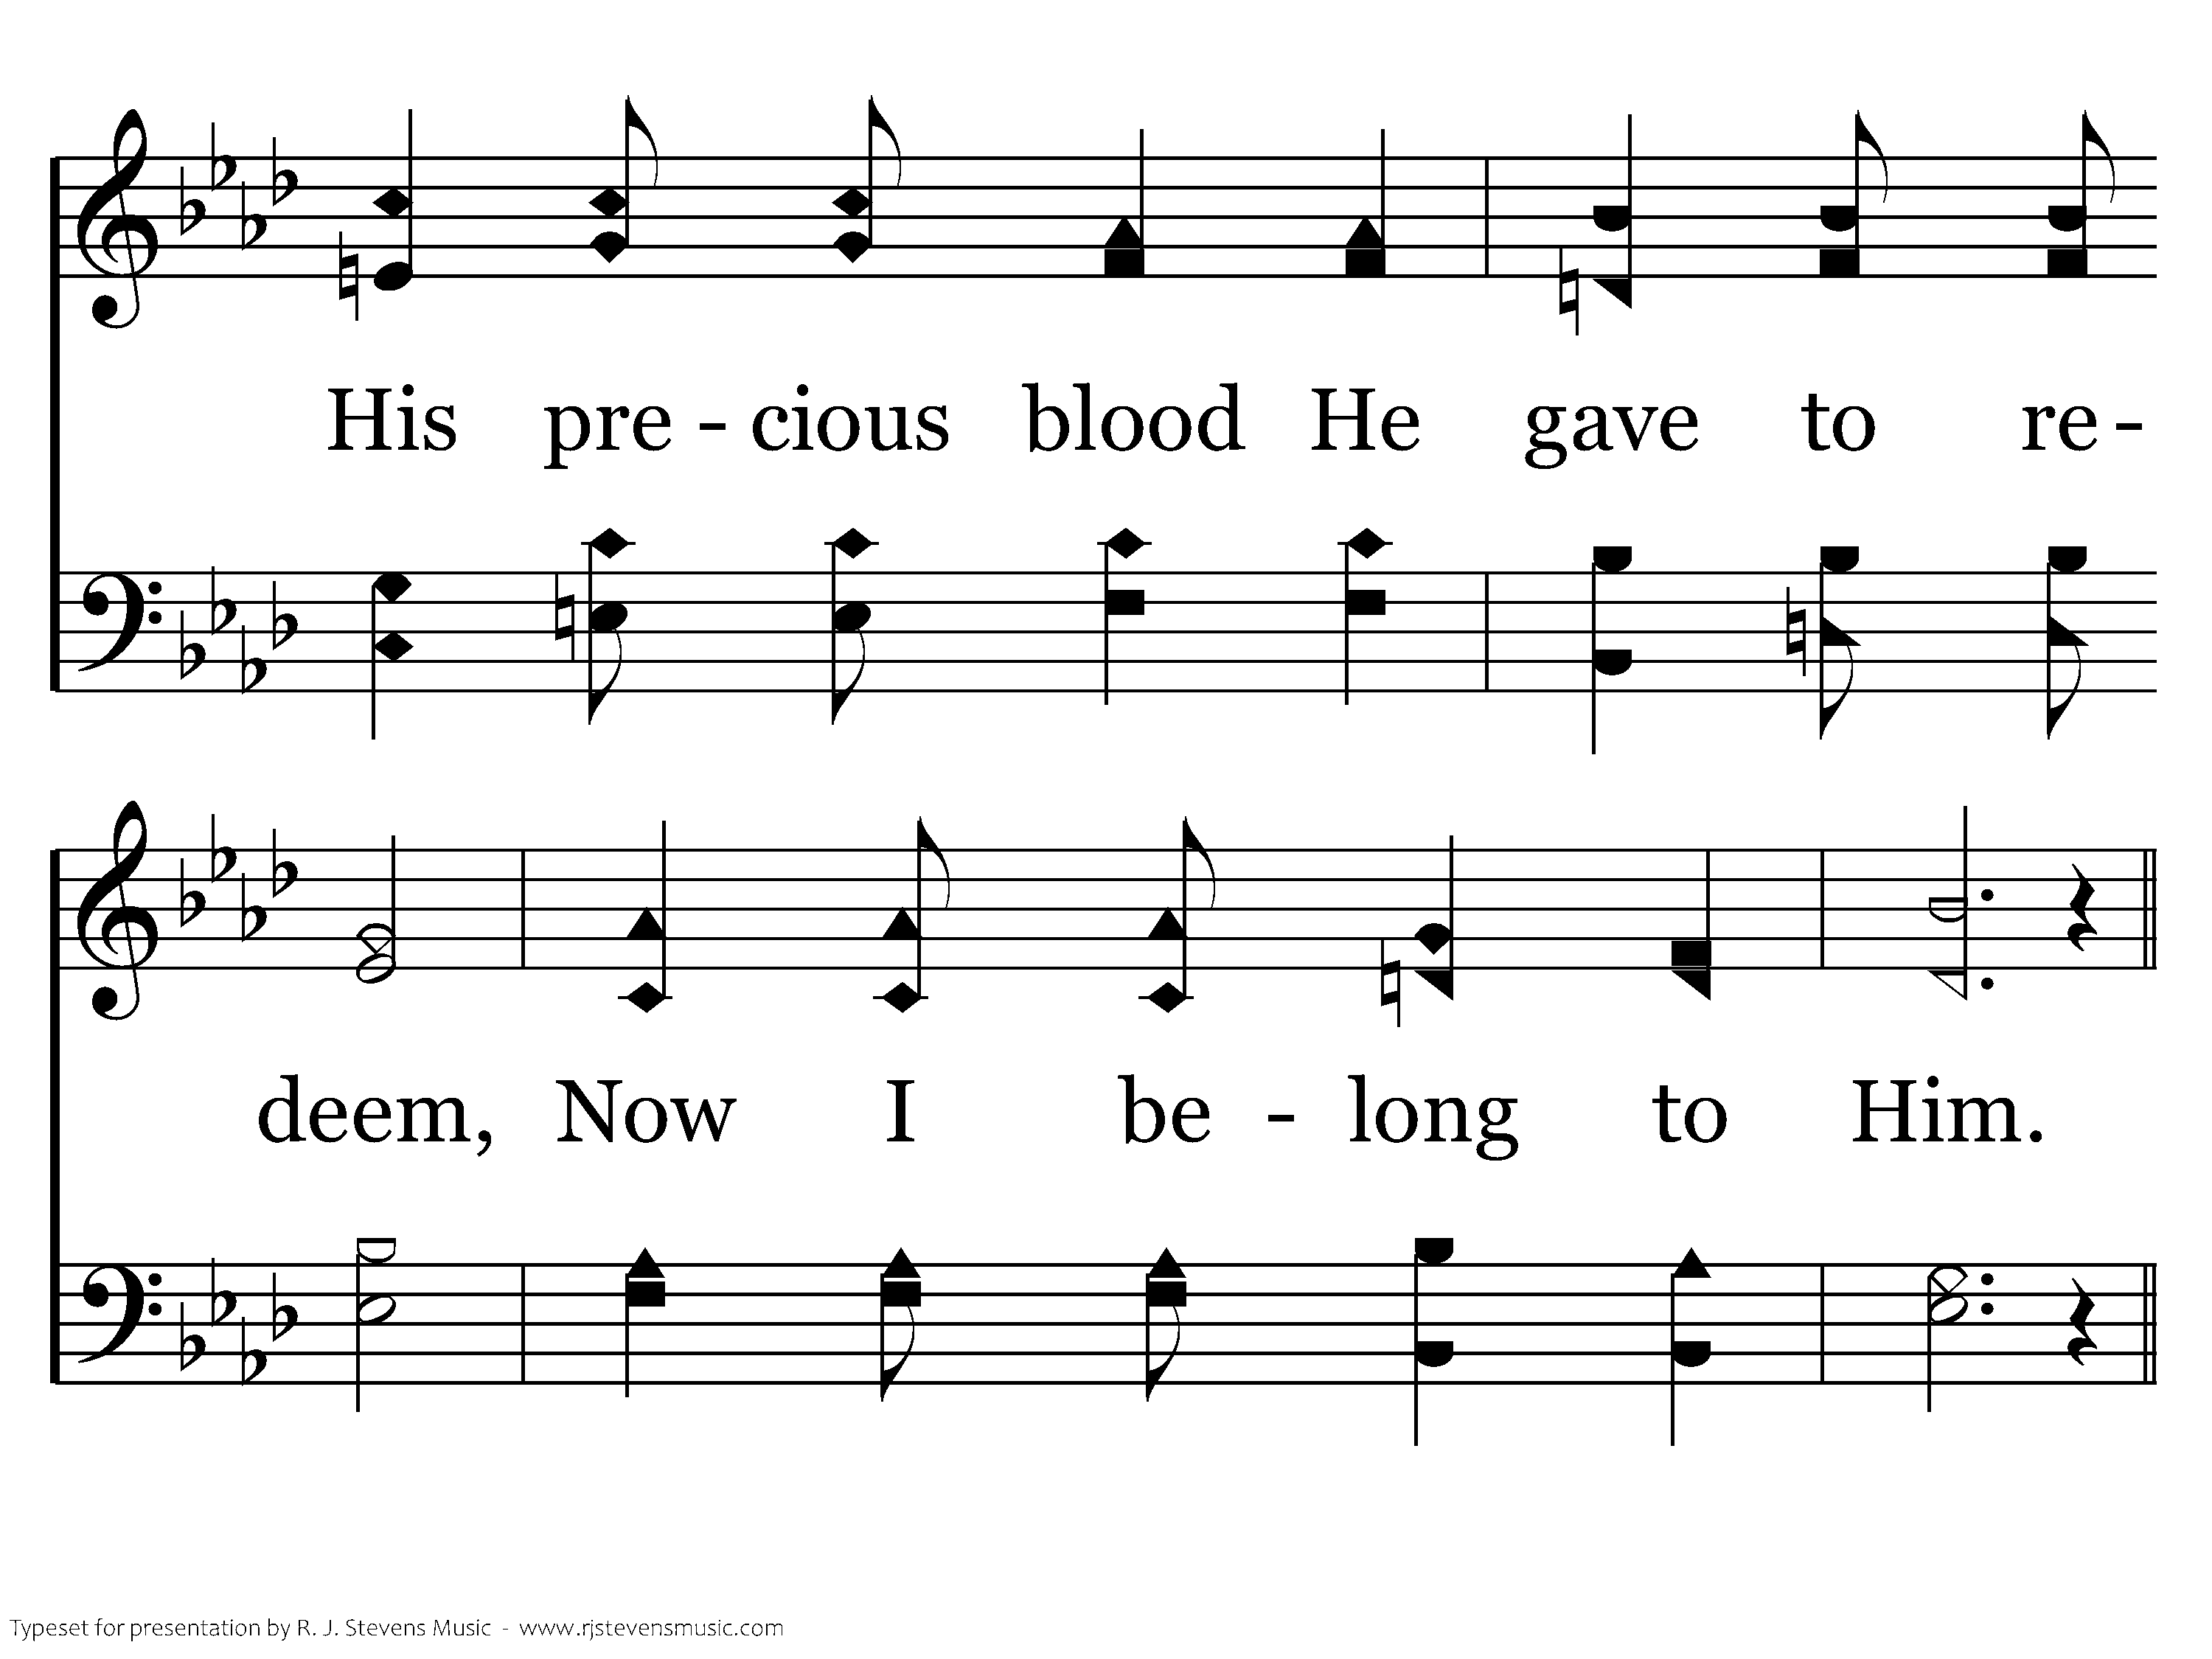 His pre - cious blood He gave to re -
deem, Now I be - long to Him.
Typeset for presentation by R. J. Stevens Music - www.rjstevensmusic.com